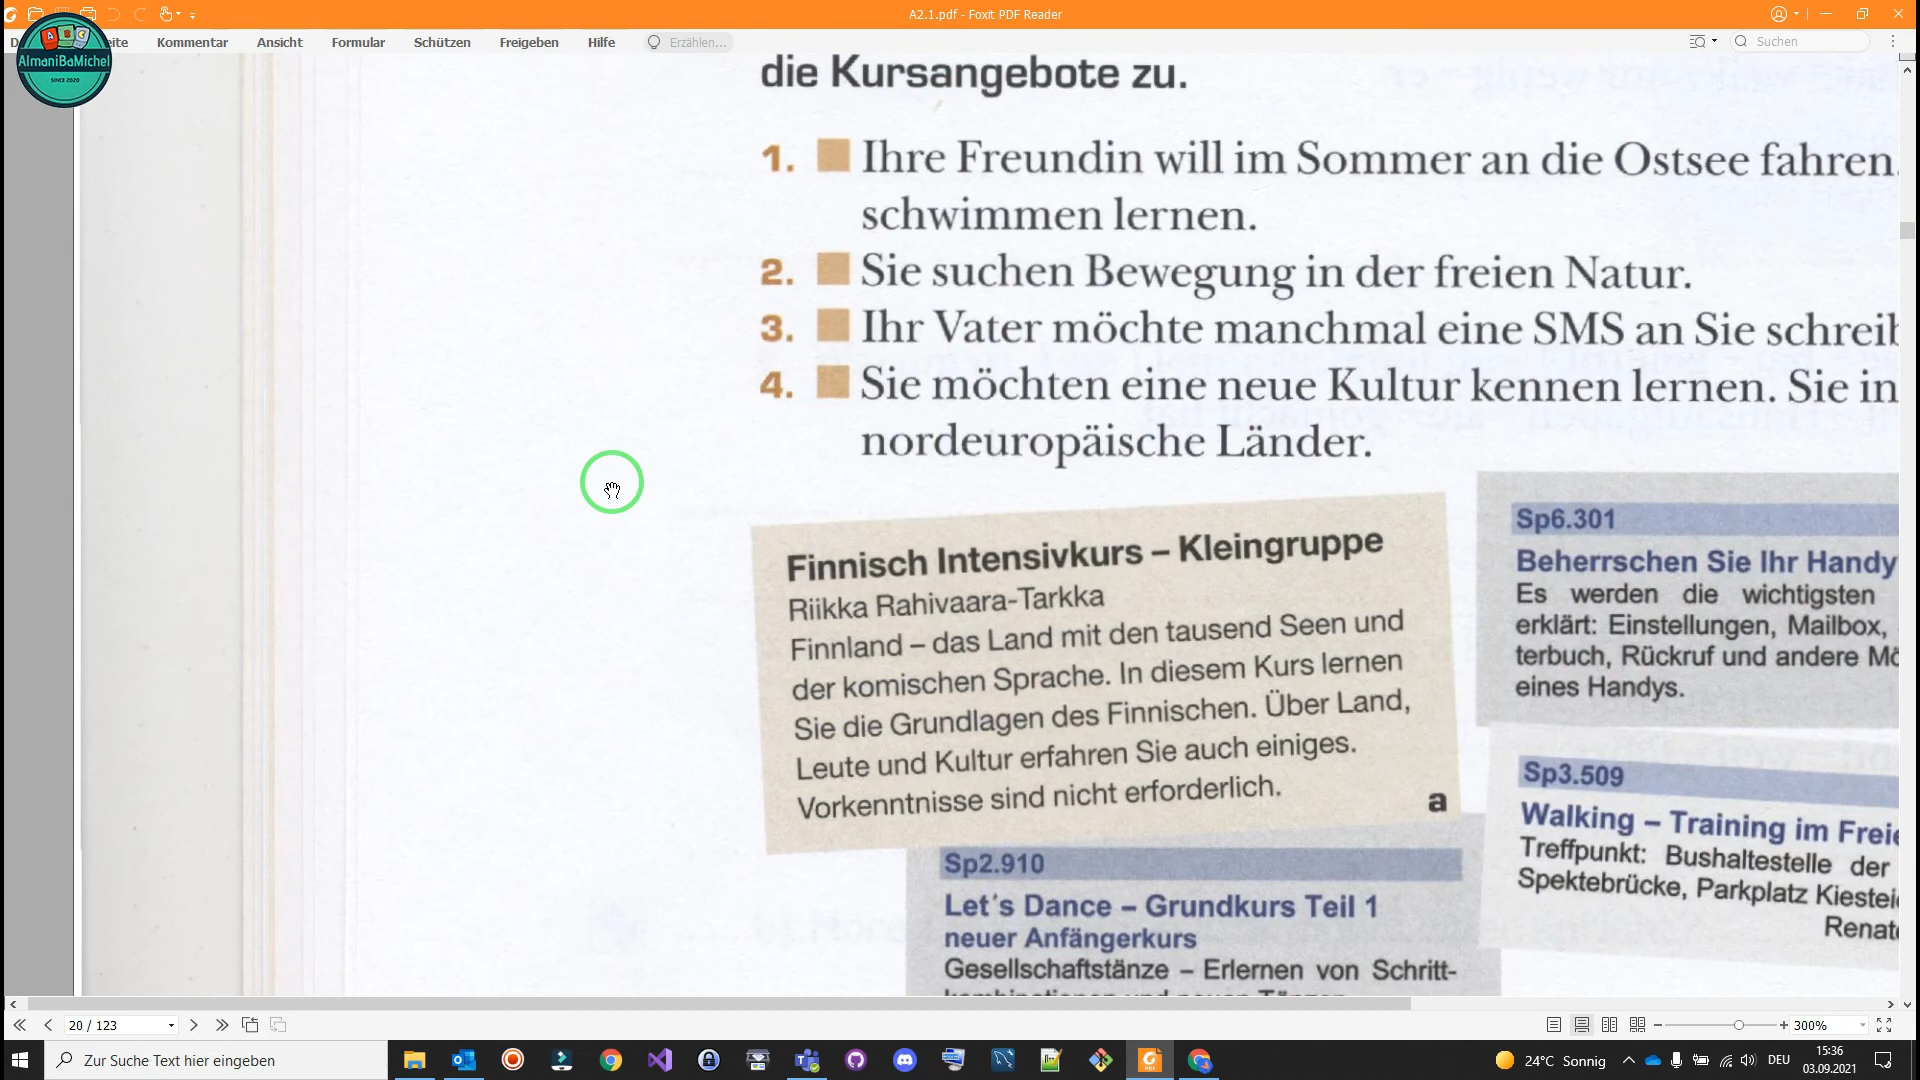 A2.1.pdf - Foxit PDF Reader
Kommentar Ansicht Formular Schützen Freigeben Hilfe Erzählen... Suchen
ABC
AlmaniBaMichel
SINCE 2020
die Kursangebote zu.
1. Ihre Freundin will im Sommer an die Ostsee fahren.
schwimmen lernen.
2. Sie suchen Bewegung in der freien Natur.
3. Ihr Vater möchte manchmal eine SMS an Sie schreib
4. Sie möchten eine neue Kultur kennen lernen. Sie in
nordeuropäische Länder.
Finnisch Intensivkurs – Kleingruppe
Riikka Rahivaara-Tarkka
Finnland – das Land mit den tausend Seen und
der komischen Sprache. In diesem Kurs lernen
Sie die Grundlagen des Finnischen. Über Land,
Leute und Kultur erfahren Sie auch einiges.
Vorkenntnisse sind nicht erforderlich.
a
Sp6.301
Beherrschen Sie Ihr Handy
Es werden die wichtigsten
erklärt: Einstellungen, Mailbox,
terbuch, Rückruf und andere Mö
eines Handys.
Sp3.509
Walking – Training im Freie
Treffpunkt: Bushaltestelle der
Spektebrücke, Parkplatz Kiestei
Renat
Sp2.910
Let's Dance – Grundkurs Teil 1
neuer Anfängerkurs
Gesellschaftstänze – Erlernen von Schritt-
20 / 123
300%
Zur Suche Text hier eingeben
24°C Sonnig
DEU
15:36
03.09.2021